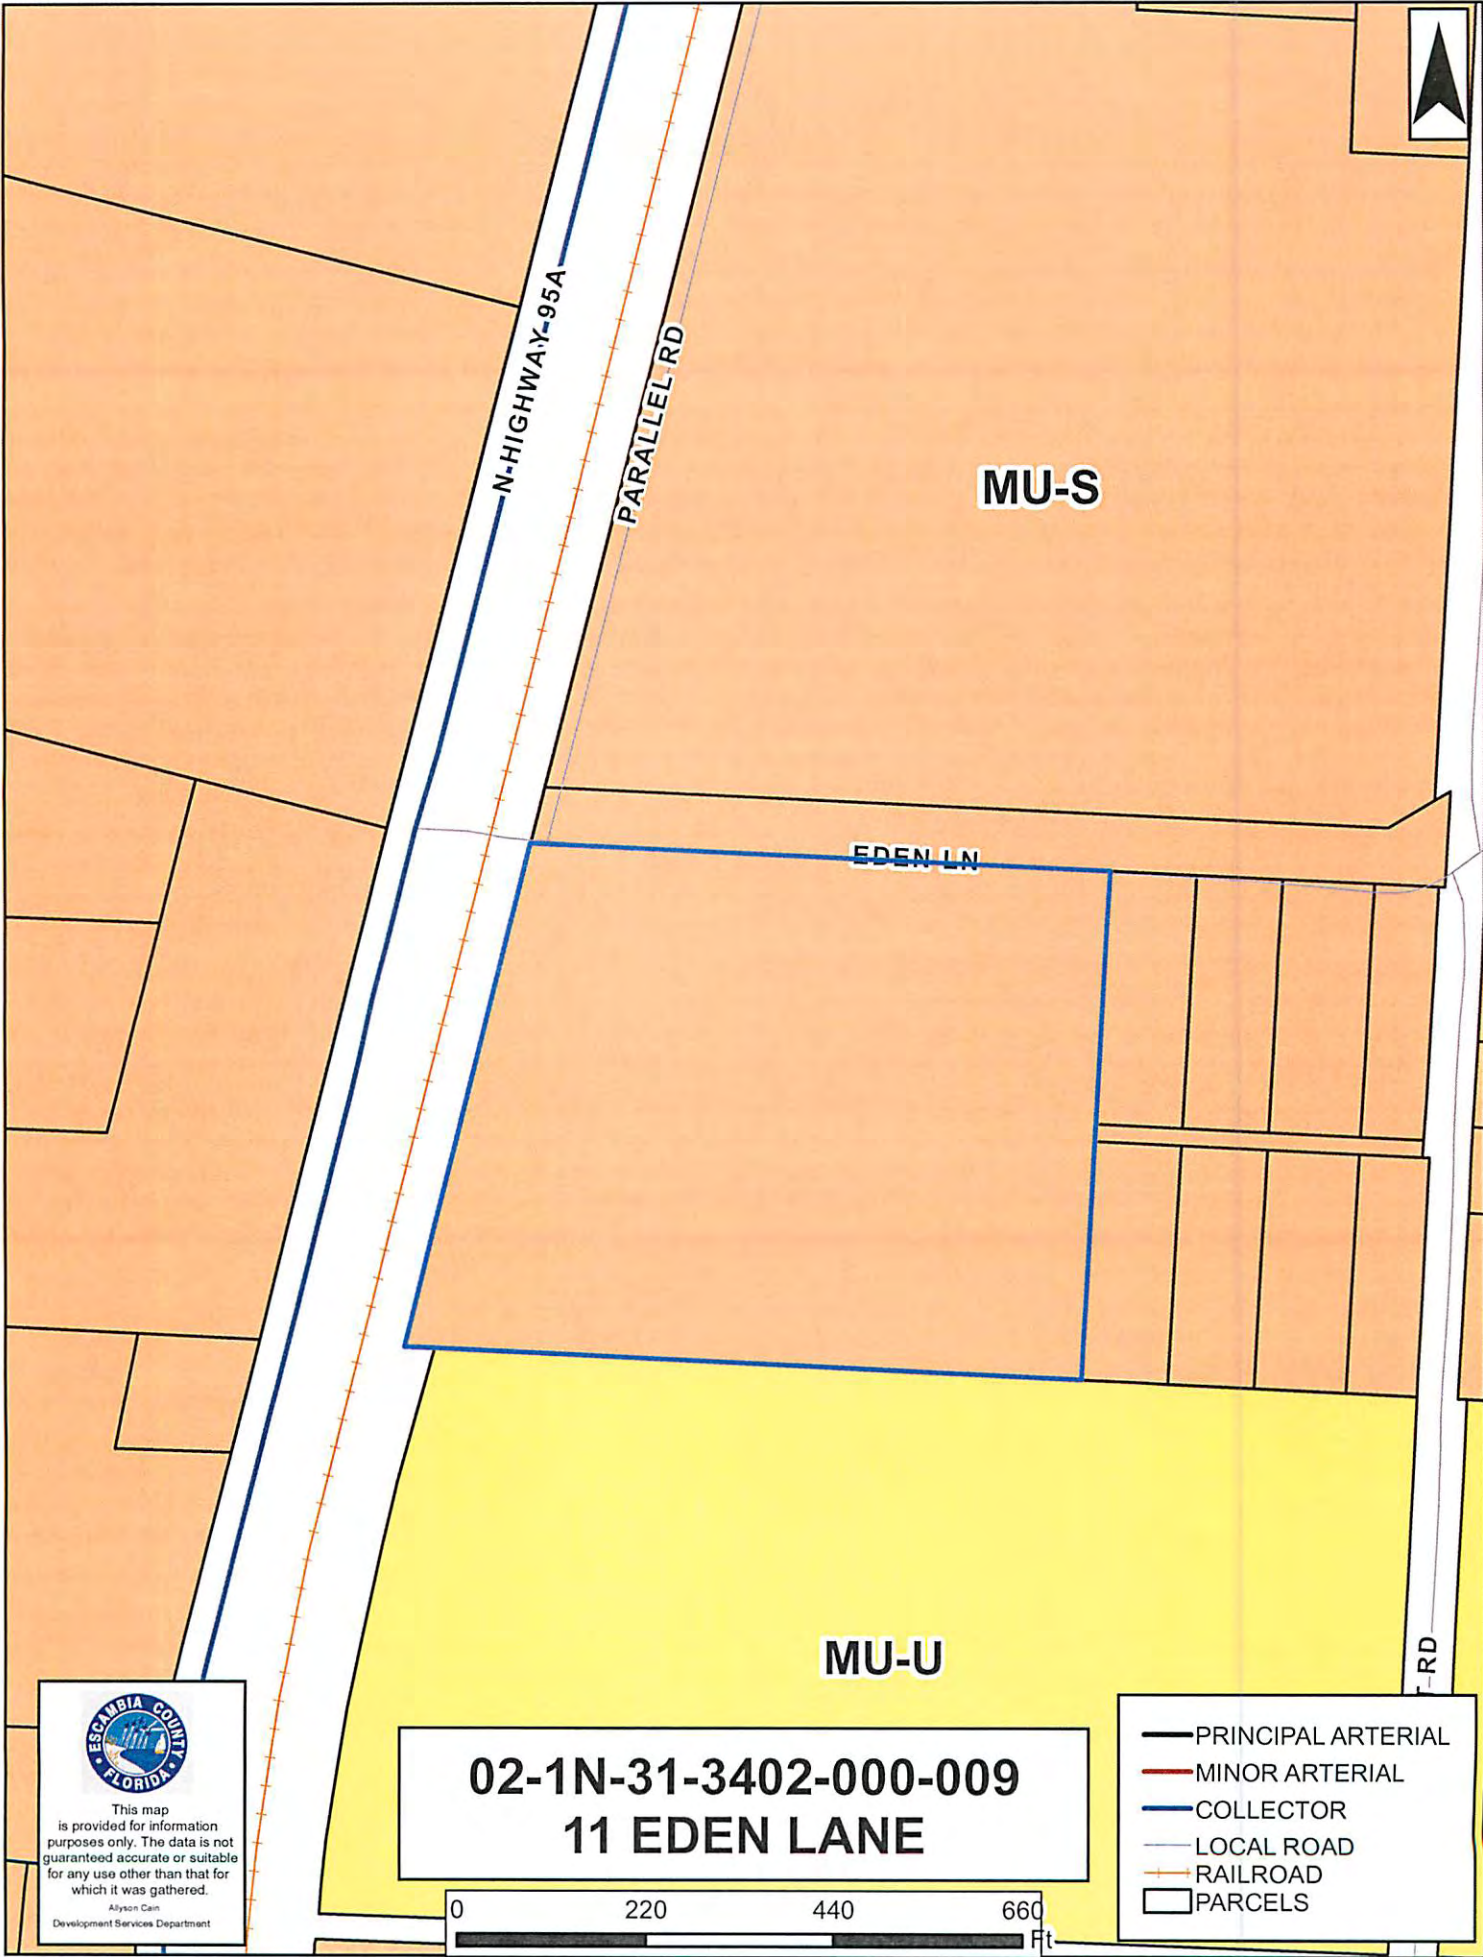 N-HIGHWAY-95A
PARALLEL-RD
MU-S
EDEN LN
MU-U
T-RD
ESCAMBIA COUNTY
FLORIDA
This map
is provided for information
purposes only. The data is not
guaranteed accurate or suitable
for any use other than that for
which it was gathered.
Allyson Cain
Development Services Department
02-1N-31-3402-000-009
11 EDEN LANE
0 220 440 660
Ft
PRINCIPAL ARTERIAL
MINOR ARTERIAL
COLLECTOR
LOCAL ROAD
RAILROAD
PARCELS